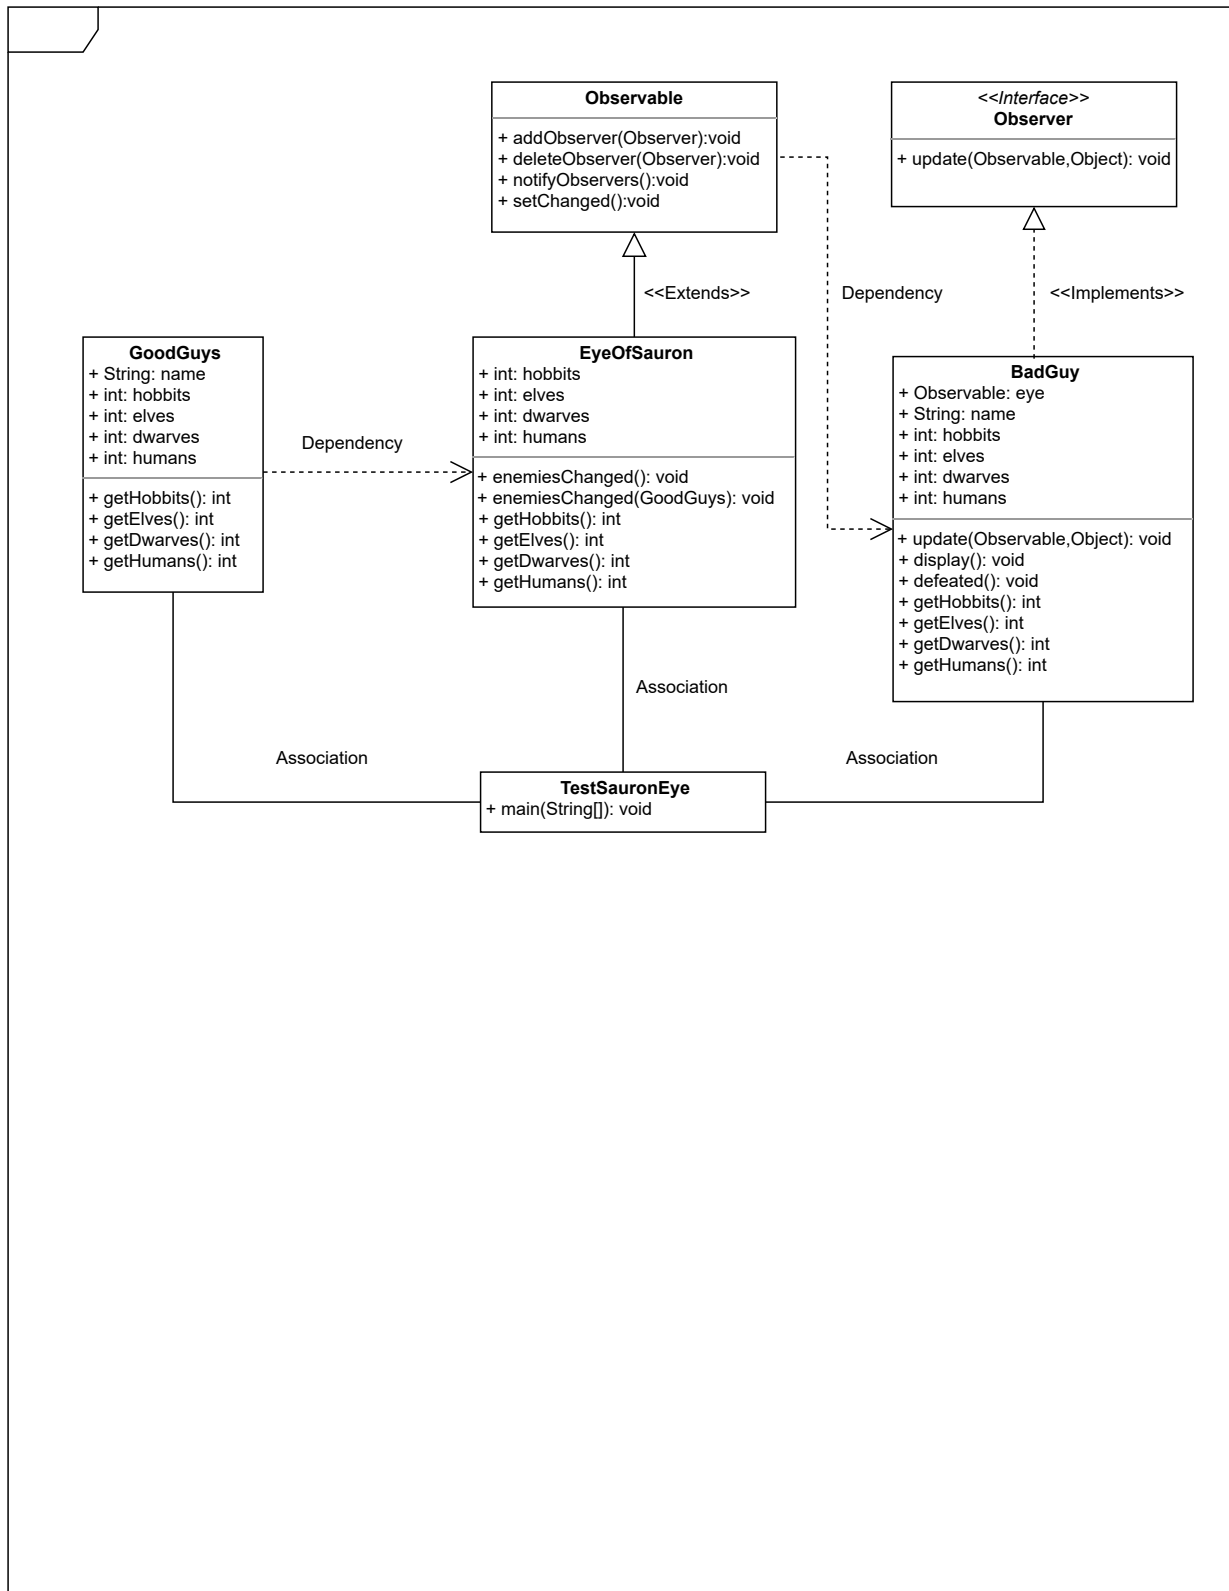 Observable
+ addObserver(Observer):void
+ deleteObserver(Observer):void
+ notifyObservers():void
+ setChanged():void
<<Interface>>
Observer
+ update(Observable,Object): void
<<Extends>>
Dependency
<<Implements>>
GoodGuys
+ String: name
+ int: hobbits
+ int: elves
+ int: dwarves
+ int: humans
+ getHobbits(): int
+ getElves(): int
+ getDwarves(): int
+ getHumans(): int
Dependency
EyeOfSauron
+ int: hobbits
+ int: elves
+ int: dwarves
+ int: humans
+ enemiesChanged(): void
+ enemiesChanged(GoodGuys): void
+ getHobbits(): int
+ getElves(): int
+ getDwarves(): int
+ getHumans(): int
BadGuy
+ Observable: eye
+ String: name
+ int: hobbits
+ int: elves
+ int: dwarves
+ int: humans
+ update(Observable,Object): void
+ display(): void
+ defeated(): void
+ getHobbits(): int
+ getElves(): int
+ getDwarves(): int
+ getHumans(): int
Association
Association
Association
TestSauronEye
+ main(String[]): void